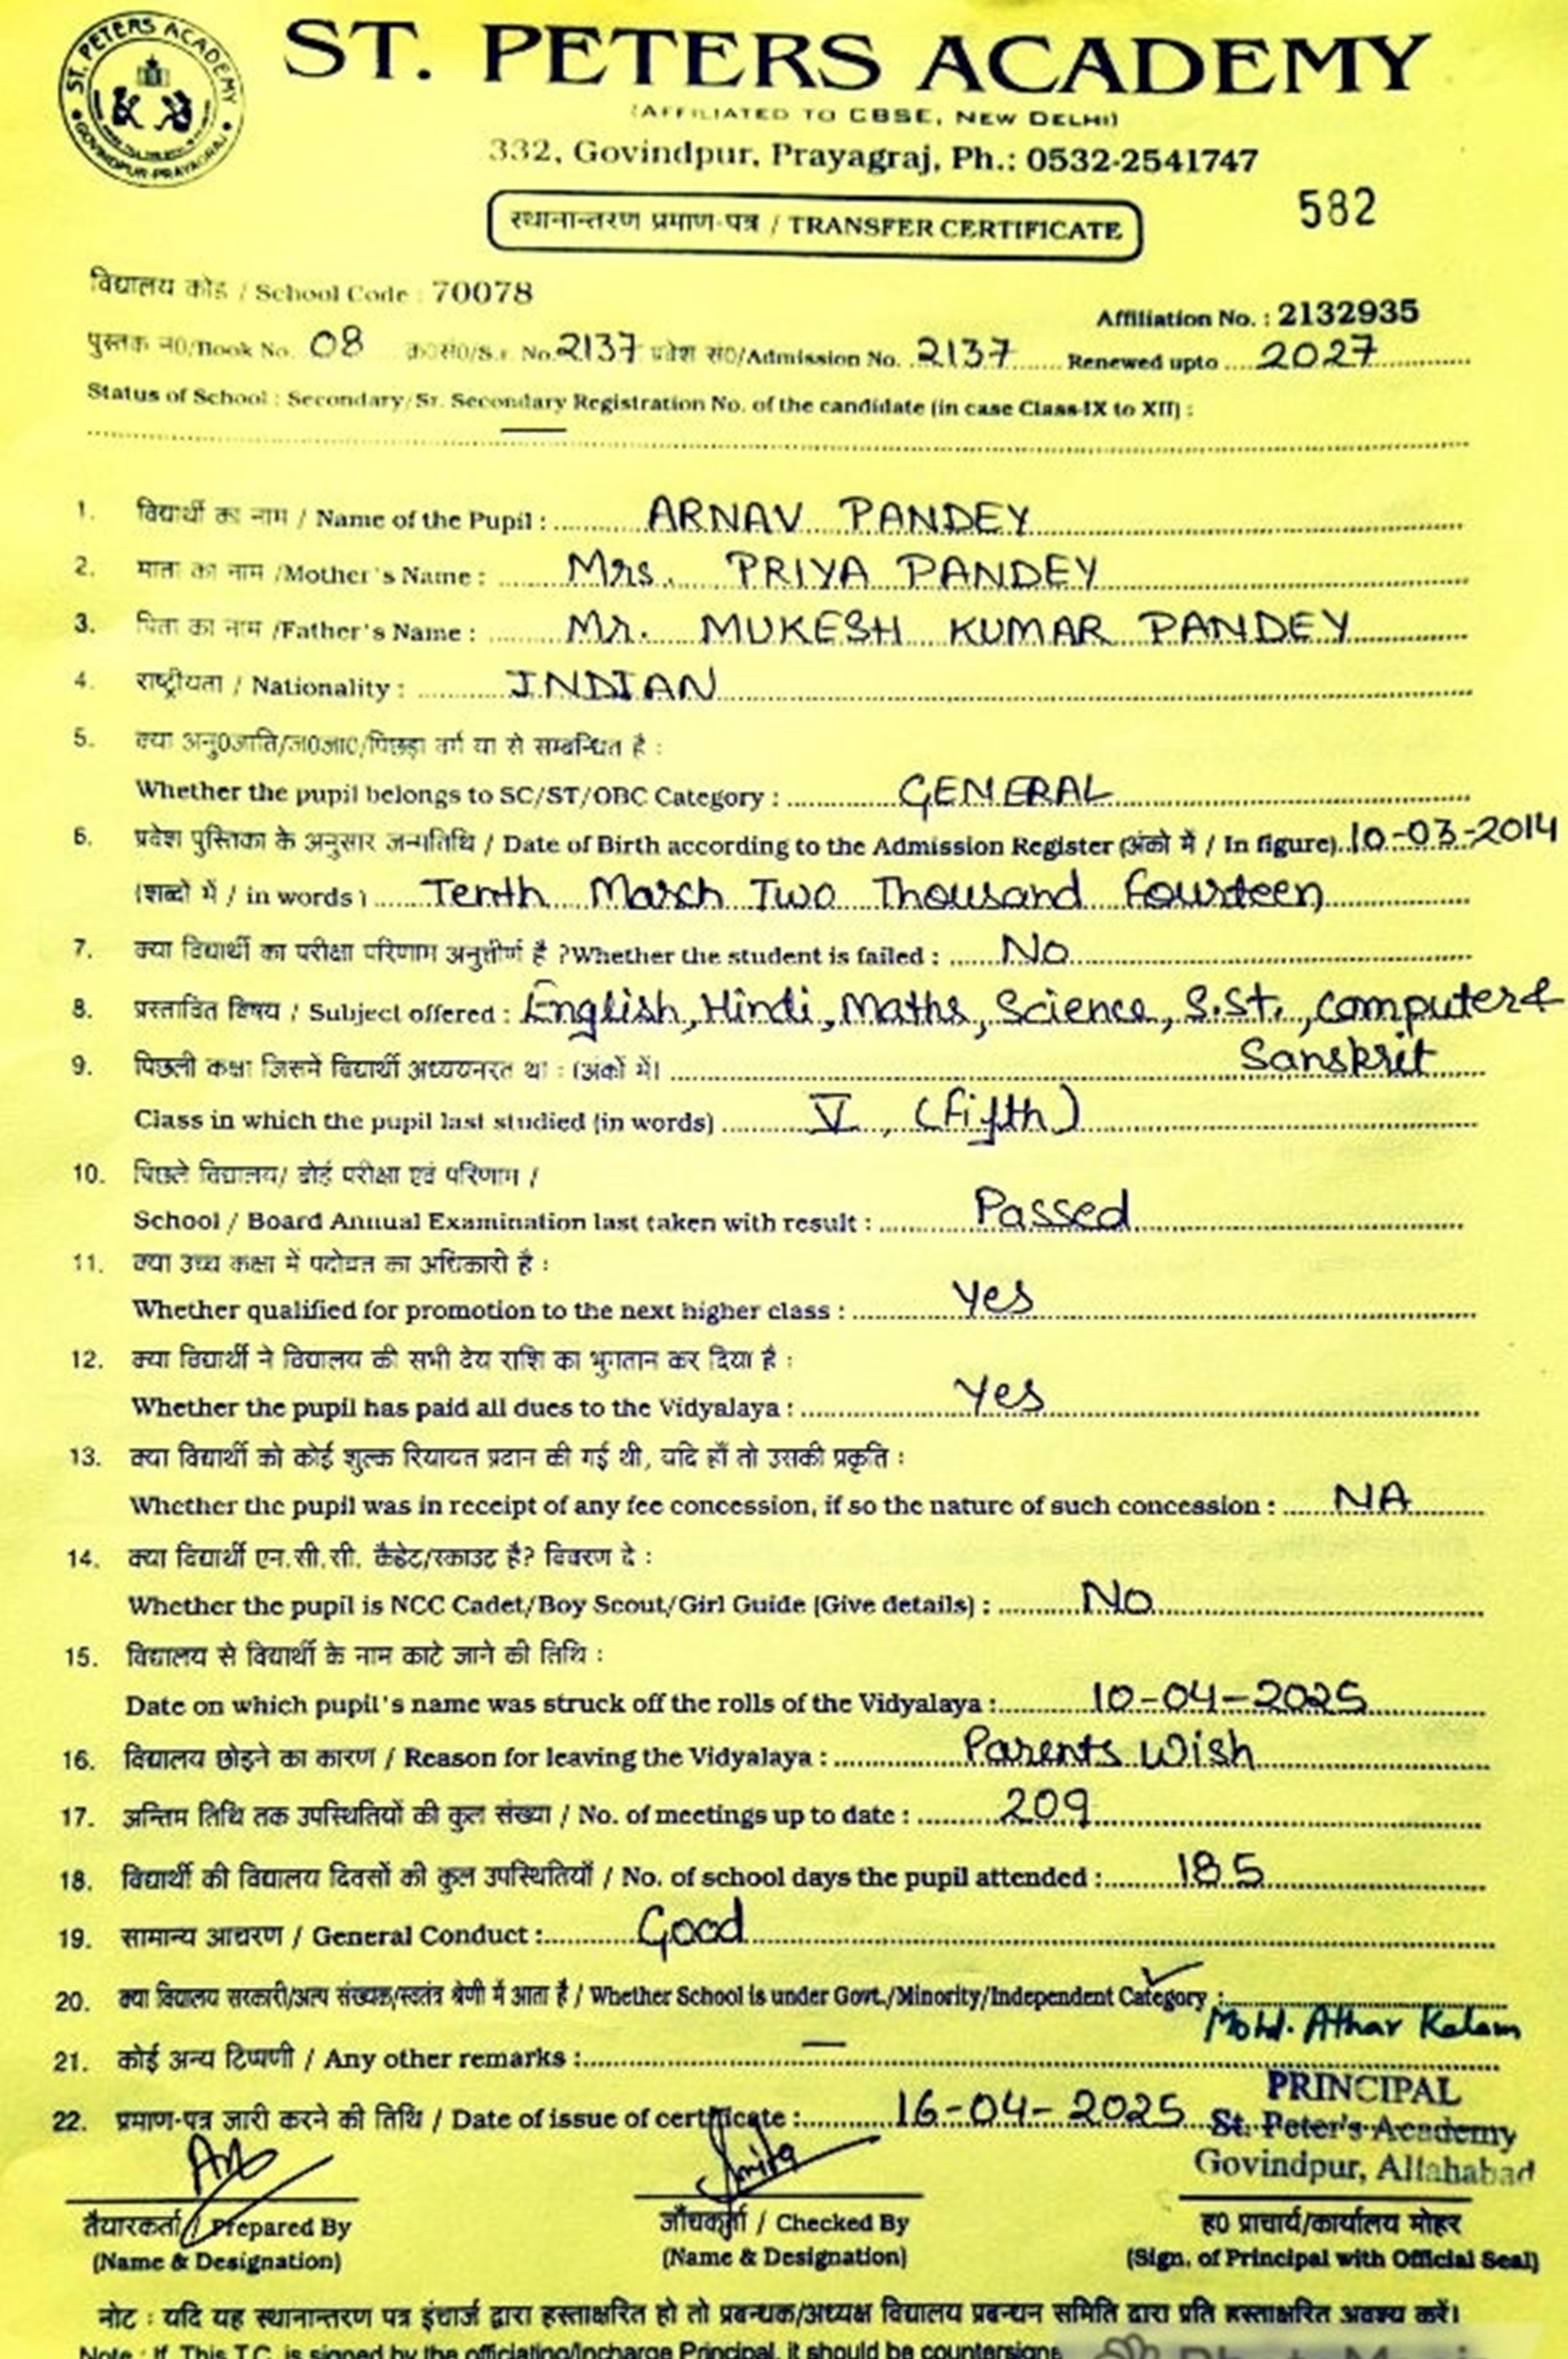 ST. PETERS ACADEMY
GOVINDPUR-PRAYAGRAJ
ST. PETERS ACADEMY
(AFFILIATED TO CBSE, NEW DELHI)
332, Govindpur, Prayagraj, Ph.: 0532-2541747
582
स्थानान्तरण प्रमाण-पत्र / TRANSFER CERTIFICATE
विद्यालय कोड / School Code : 70078
Affiliation No. : 2132935
पुस्तक नं0/Book No. 08 क्र0सं0/S.r. No. 2137 प्रवेश सं0/Admission No. 2137 Renewed upto 2027
Status of School : Secondary/Sr. Secondary Registration No. of the candidate (in case Class-IX to XII) :
1. विद्यार्थी का नाम / Name of the Pupil : ARNAV PANDEY
2. माता का नाम /Mother's Name : Mrs. PRIYA PANDEY
3. पिता का नाम /Father's Name : Mr. MUKESH KUMAR PANDEY
4. राष्ट्रीयता / Nationality : INDIAN
5. क्या अनु0जाति/ज0जा0/पिछड़ा वर्ग या से सम्बन्धित है :
Whether the pupil belongs to SC/ST/OBC Category : GENERAL
6. प्रवेश पुस्तिका के अनुसार जन्मतिथि / Date of Birth according to the Admission Register (अंको में / In figure) 10-03-2014
(शब्दों में / in words) Tenth March Two Thousand Fourteen
7. क्या विद्यार्थी का परीक्षा परिणाम अनुत्तीर्ण है ?Whether the student is failed : No
8. प्रस्तावित विषय / Subject offered : English, Hindi, Maths, Science, S.St., Computer &
Sanskrit
9. पिछली कक्षा जिसमें विद्यार्थी अध्ययनरत था : (अंकों में)
Class in which the pupil last studied (in words) V, (fifth)
10. पिछले विद्यालय/ बोर्ड परीक्षा एवं परिणाम /
School / Board Annual Examination last taken with result : Passed
11. क्या उच्च कक्षा में पदोन्नत का अधिकारी है :
Whether qualified for promotion to the next higher class : Yes
12. क्या विद्यार्थी ने विद्यालय की सभी देय राशि का भुगतान कर दिया है :
Whether the pupil has paid all dues to the Vidyalaya : Yes
13. क्या विद्यार्थी को कोई शुल्क रियायत प्रदान की गई थी, यदि हाँ तो उसकी प्रकृति :
Whether the pupil was in receipt of any fee concession, if so the nature of such concession : NA
14. क्या विद्यार्थी एन.सी.सी. कैडेट/स्काउट है? विवरण दे :
Whether the pupil is NCC Cadet/Boy Scout/Girl Guide (Give details) : No
15. विद्यालय से विद्यार्थी के नाम काटे जाने की तिथि :
Date on which pupil's name was struck off the rolls of the Vidyalaya : 10-04-2025
16. विद्यालय छोड़ने का कारण / Reason for leaving the Vidyalaya : Parents Wish
17. अन्तिम तिथि तक उपस्थितियों की कुल संख्या / No. of meetings up to date : 209
18. विद्यार्थी की विद्यालय दिवसों की कुल उपस्थितियाँ / No. of school days the pupil attended : 185
19. सामान्य आचरण / General Conduct : Good
20. क्या विद्यालय सरकारी/अल्प संख्यक/स्वतंत्र श्रेणी में आता है / Whether School is under Govt./Minority/Independent Category :
Mohd. Athar Kalam
21. कोई अन्य टिप्पणी / Any other remarks : —
PRINCIPAL
22. प्रमाण-पत्र जारी करने की तिथि / Date of issue of certificate : 16-04-2025
St. Peter's Academy
Govindpur, Allahabad
तैयारकर्ता / Prepared By जाँचकर्ता / Checked By ह0 प्राचार्य/कार्यालय मोहर
(Name & Designation) (Name & Designation) (Sign. of Principal with Official Seal)
नोट : यदि यह स्थानान्तरण पत्र इंचार्ज द्वारा हस्ताक्षरित हो तो प्रबन्धक/अध्यक्ष विद्यालय प्रबन्धन समिति द्वारा प्रति हस्ताक्षरित अवश्य करें।
Note : If. This T.C. is signed by the officiating/Incharge Principal, it should be countersigne